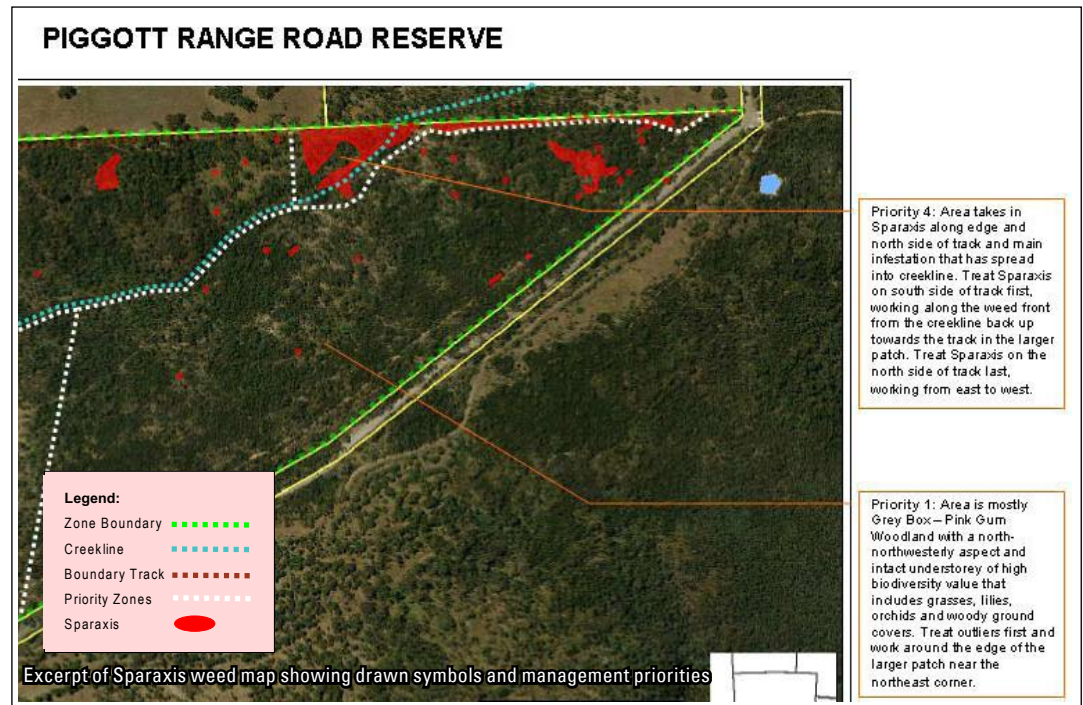 PIGGOTT RANGE ROAD RESERVE
Priority 4: Area takes in
Sparaxis along edge and
north side of track and main
infestation that has spread
into creekline. Treat Sparaxis
on south side of track first,
working along the weed front
from the creekline back up
towards the track in the larger
patch. Treat Sparaxis on the
north side of track last,
working from east to west.
Priority 1: Area is mostly
Grey Box – Pink Gum
Woodland with a north-
northwesterly aspect and
intact understorey of high
biodiversity value that
includes grasses, lilies,
orchids and woody ground
covers. Treat outliers first and
work around the edge of the
larger patch near the
northeast corner.
Legend:
Zone Boundary
Creekline
Boundary Track
Priority Zones
Sparaxis
Excerpt of Sparaxis weed map showing drawn symbols and management priorities